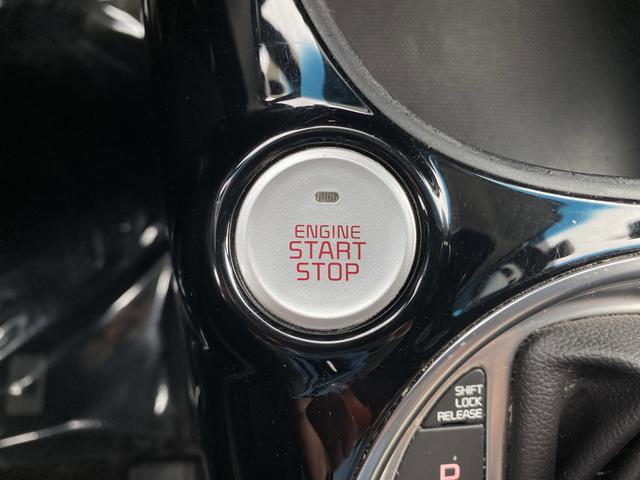 ENGINE
START
STOP
SHIFT
LOCK
RELEASE
P